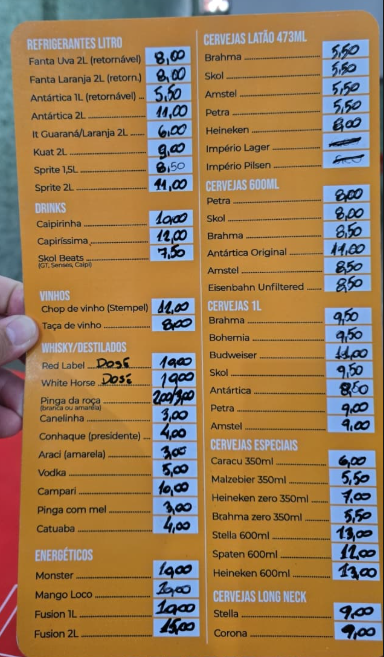 REFRIGERANTES LITRO
Fanta Uva 2L (retornável) 8,00
Fanta Laranja 2L (retorn.) 8,00
Antártica 1L (retornável) 5,50
Antártica 2L 11,00
It Guaraná/Laranja 2L 6,00
Kuat 2L 9,00
Sprite 1,5L 8,50
Sprite 2L 11,00
DRINKS
Caipirinha 10,00
Caipiríssima 12,00
Skol Beats 7,50
(GT, Senses, Caipi)
VINHOS
Chop de vinho (Stempel) 12,00
Taça de vinho 8,00
WHISKY/DESTILADOS
Red Label DOSE 10,00
White Horse DOSE 10,00
Pinga da roça 2,00/3,00
(branca ou amarela)
Canelinha 3,00
Conhaque (presidente) 4,00
Araci (amarela) 3,00
Vodka 5,00
Campari 10,00
Pinga com mel 3,00
Catuaba 4,00
ENERGÉTICOS
Monster 10,00
Mango Loco 10,00
Fusion 1L 10,00
Fusion 2L 15,00
CERVEJAS LATÃO 473ML
Brahma 5,50
Skol 5,50
Amstel 5,50
Petra 5,50
Heineken 8,00
Império Lager
Império Pilsen
CERVEJAS 600ML
Petra 8,00
Skol 8,00
Brahma 8,50
Antártica Original 11,00
Amstel 8,50
Eisenbahn Unfiltered 8,50
CERVEJAS 1L
Brahma 9,50
Bohemia 9,50
Budweiser 11,00
Skol 9,50
Antártica 8,50
Petra 9,00
Amstel 9,00
CERVEJAS ESPECIAIS
Caracu 350ml 6,00
Malzebier 350ml 5,50
Heineken zero 350ml 7,00
Brahma zero 350ml 5,50
Stella 600ml 13,00
Spaten 600ml 12,00
Heineken 600ml 13,00
CERVEJAS LONG NECK
Stella 9,00
Corona 9,00